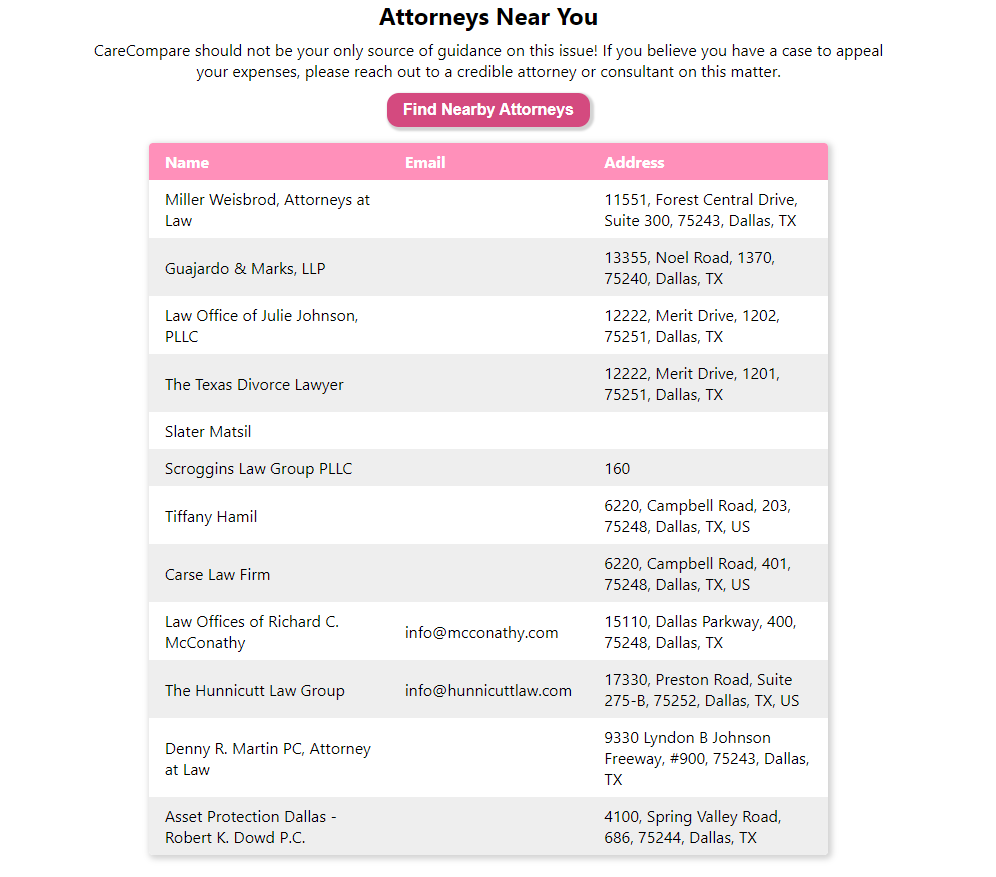 Attorneys Near You
CareCompare should not be your only source of guidance on this issue! If you believe you have a case to appeal
your expenses, please reach out to a credible attorney or consultant on this matter.
Find Nearby Attorneys
Name Email Address
Miller Weisbrod, Attorneys at
Law
11551, Forest Central Drive,
Suite 300, 75243, Dallas, TX
Guajardo & Marks, LLP
13355, Noel Road, 1370,
75240, Dallas, TX
Law Office of Julie Johnson,
PLLC
12222, Merit Drive, 1202,
75251, Dallas, TX
The Texas Divorce Lawyer
12222, Merit Drive, 1201,
75251, Dallas, TX
Slater Matsil
Scroggins Law Group PLLC 160
Tiffany Hamil
6220, Campbell Road, 203,
75248, Dallas, TX, US
Carse Law Firm
6220, Campbell Road, 401,
75248, Dallas, TX, US
Law Offices of Richard C.
McConathy
info@mcconathy.com
15110, Dallas Parkway, 400,
75248, Dallas, TX
The Hunnicutt Law Group
info@hunnicuttlaw.com
17330, Preston Road, Suite
275-B, 75252, Dallas, TX, US
Denny R. Martin PC, Attorney
at Law
9330 Lyndon B Johnson
Freeway, #900, 75243, Dallas,
TX
Asset Protection Dallas -
Robert K. Dowd P.C.
4100, Spring Valley Road,
686, 75244, Dallas, TX